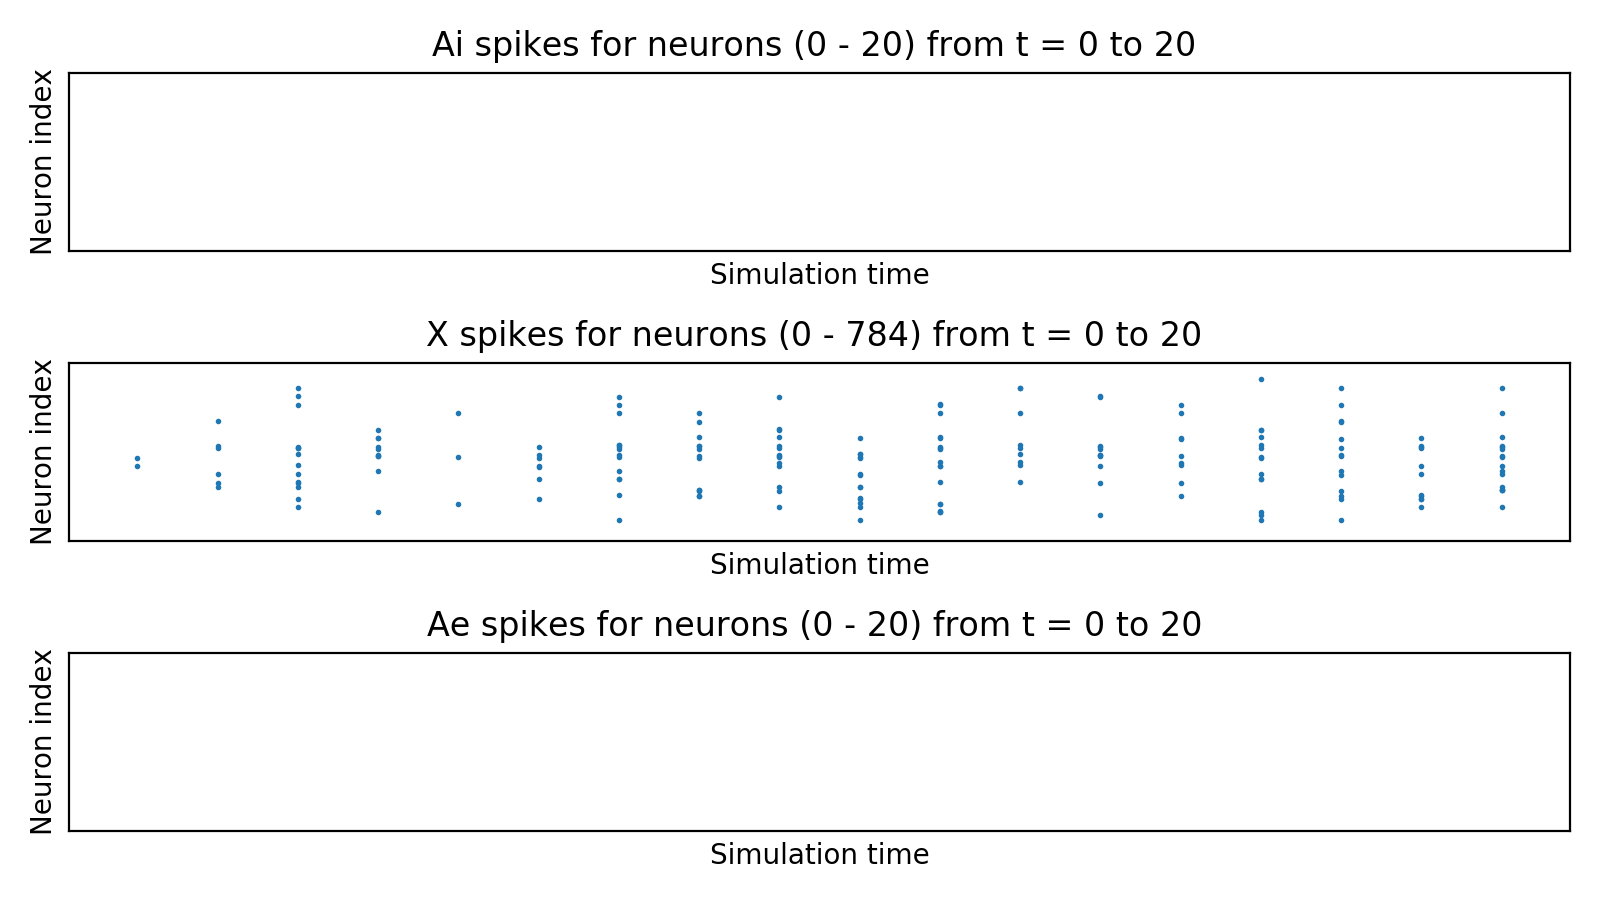 Ai spikes for neurons (0 - 20) from t = 0 to 20
Neuron index
Simulation time
X spikes for neurons (0 - 784) from t = 0 to 20
Neuron index
Simulation time
Ae spikes for neurons (0 - 20) from t = 0 to 20
Neuron index
Simulation time